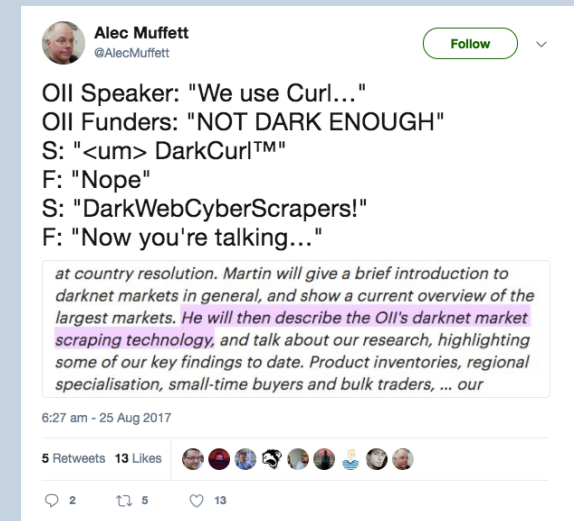 Alec Muffett
@AlecMuffett
Follow
OII Speaker: "We use Curl..."
OII Funders: "NOT DARK ENOUGH"
S: "<um> DarkCurl™"
F: "Nope"
S: "DarkWebCyberScrapers!"
F: "Now you're talking..."
at country resolution. Martin will give a brief introduction to
darknet markets in general, and show a current overview of the
largest markets. He will then describe the OII's darknet market
scraping technology, and talk about our research, highlighting
some of our key findings to date. Product inventories, regional
specialisation, small-time buyers and bulk traders, ... our
6:27 am - 25 Aug 2017
5 Retweets 13 Likes
2 5 13